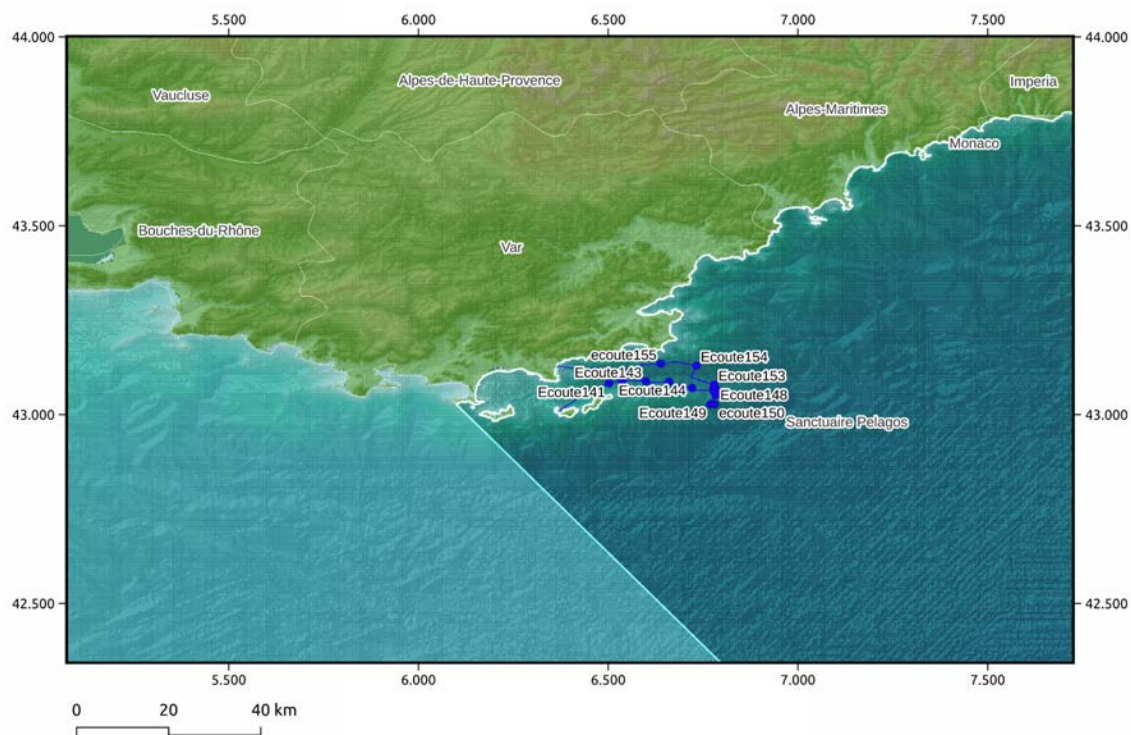 5.500 6.000 6.500 7.000 7.500
44.000 44.000
Alpes-de-Haute-Provence Imperia
Vaucluse
Alpes-Maritimes
Monaco
43.500 43.500
Bouches-du-Rhône
Var
ecoute155 Ecoute154
Ecoute143 Ecoute153
Ecoute141 Ecoute144 Ecoute148
43.000 Ecoute149 ecoute150 43.000
Sanctuaire Pelagos
42.500 42.500
5.500 6.000 6.500 7.000 7.500
0 20 40 km